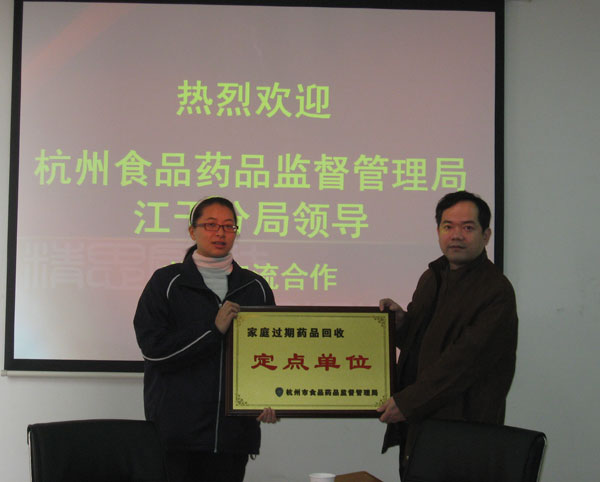 热烈欢迎
杭州食品药品监督管理局
江干分局领导
流合作
家庭过期药品回收
定点单位
杭州市食品药品监督管理局